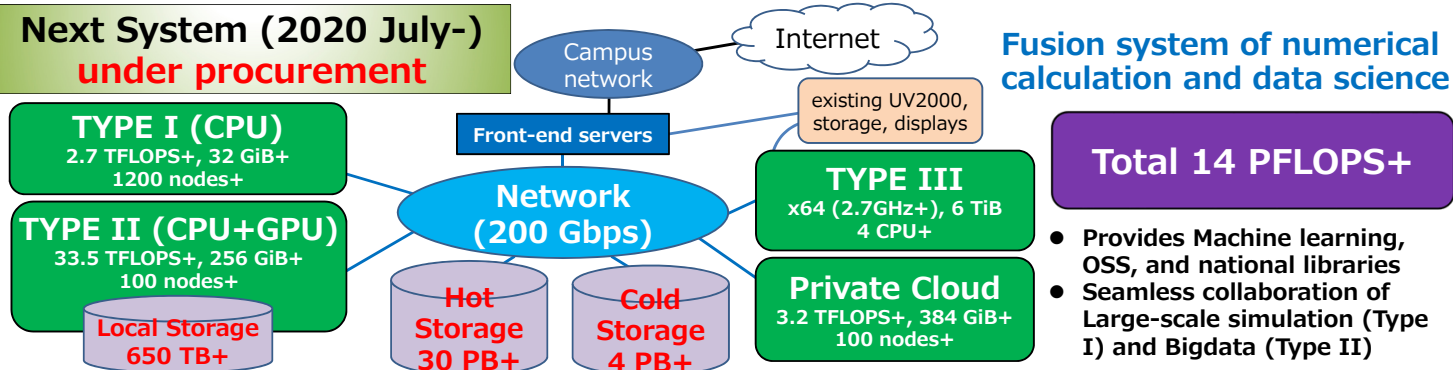 Next System (2020 July-)
under procurement
Campus
network
Internet
Fusion system of numerical
calculation and data science
existing UV2000,
storage, displays
Front-end servers
TYPE I (CPU)
2.7 TFLOPS+, 32 GiB+
1200 nodes+
TYPE II (CPU+GPU)
33.5 TFLOPS+, 256 GiB+
100 nodes+
Local Storage
650 TB+
Network
(200 Gbps)
Hot
Storage
30 PB+
Cold
Storage
4 PB+
TYPE III
x64 (2.7GHz+), 6 TiB
4 CPU+
Private Cloud
3.2 TFLOPS+, 384 GiB+
100 nodes+
Total 14 PFLOPS+
● Provides Machine learning,
OSS, and national libraries
● Seamless collaboration of
Large-scale simulation (Type
I) and Bigdata (Type II)